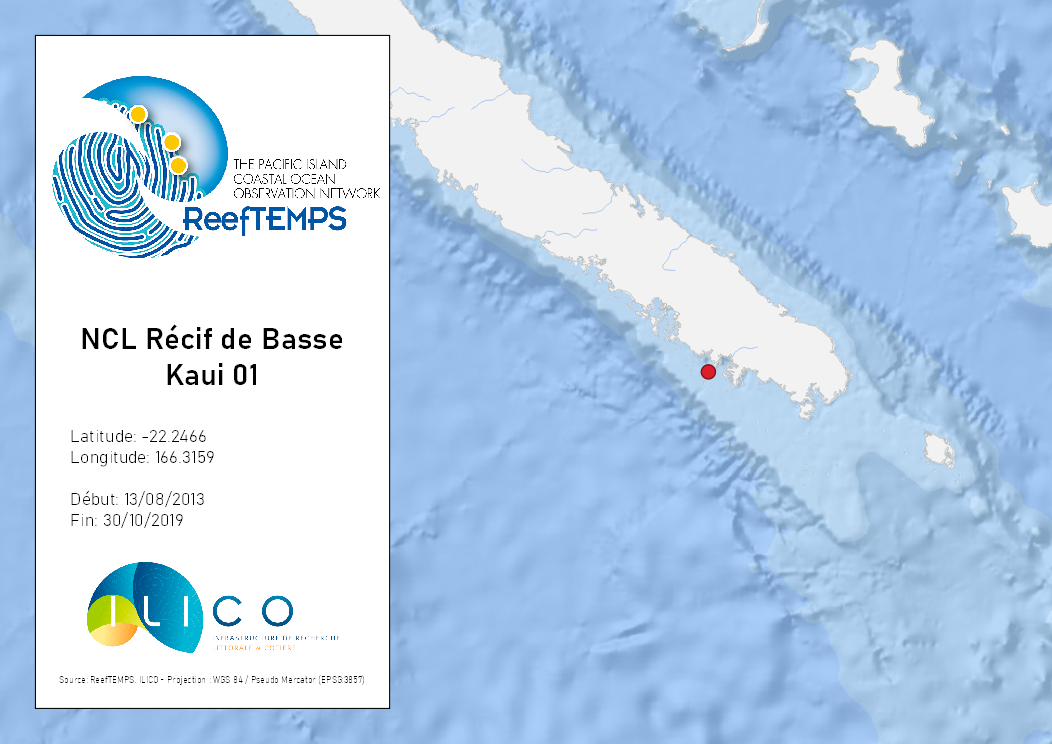 THE PACIFIC ISLAND
COASTAL OCEAN
OBSERVATION NETWORK
ReefTEMPS
NCL Récif de Basse
Kaui 01
Latitude: -22.2466
Longitude: 166.3159
Début: 13/08/2013
Fin: 30/10/2019
ILICO
INFRASTRUCTURE DE RECHERCHE
LITTORALE & CÔTIÈRE
Source: ReefTEMPS, ILICO - Projection : WGS 84 / Pseudo Mercator (EPSG:3857)